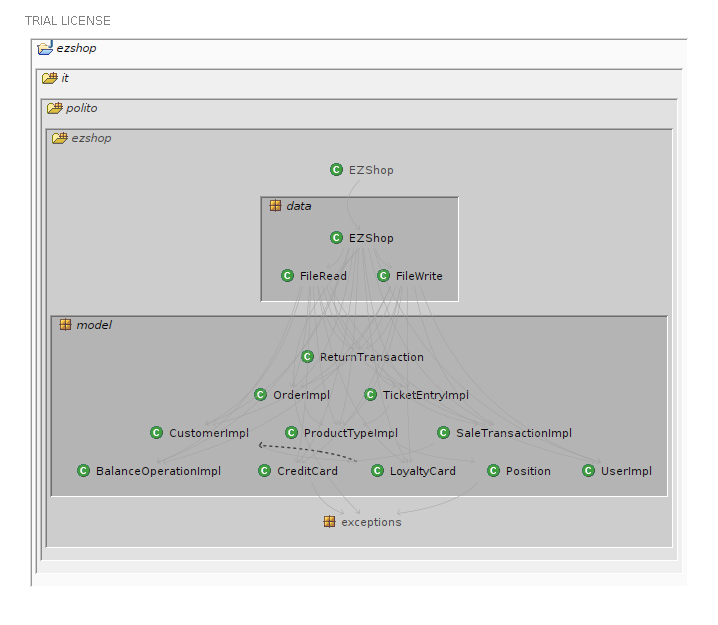 TRIAL LICENSE
ezshop
it
polito
ezshop
C EZShop
data
C EZShop
C FileRead C FileWrite
model
C ReturnTransaction
C OrderImpl C TicketEntryImpl
C CustomerImpl C ProductTypeImpl C SaleTransactionImpl
C BalanceOperationImpl C CreditCard C LoyaltyCard C Position C UserImpl
exceptions